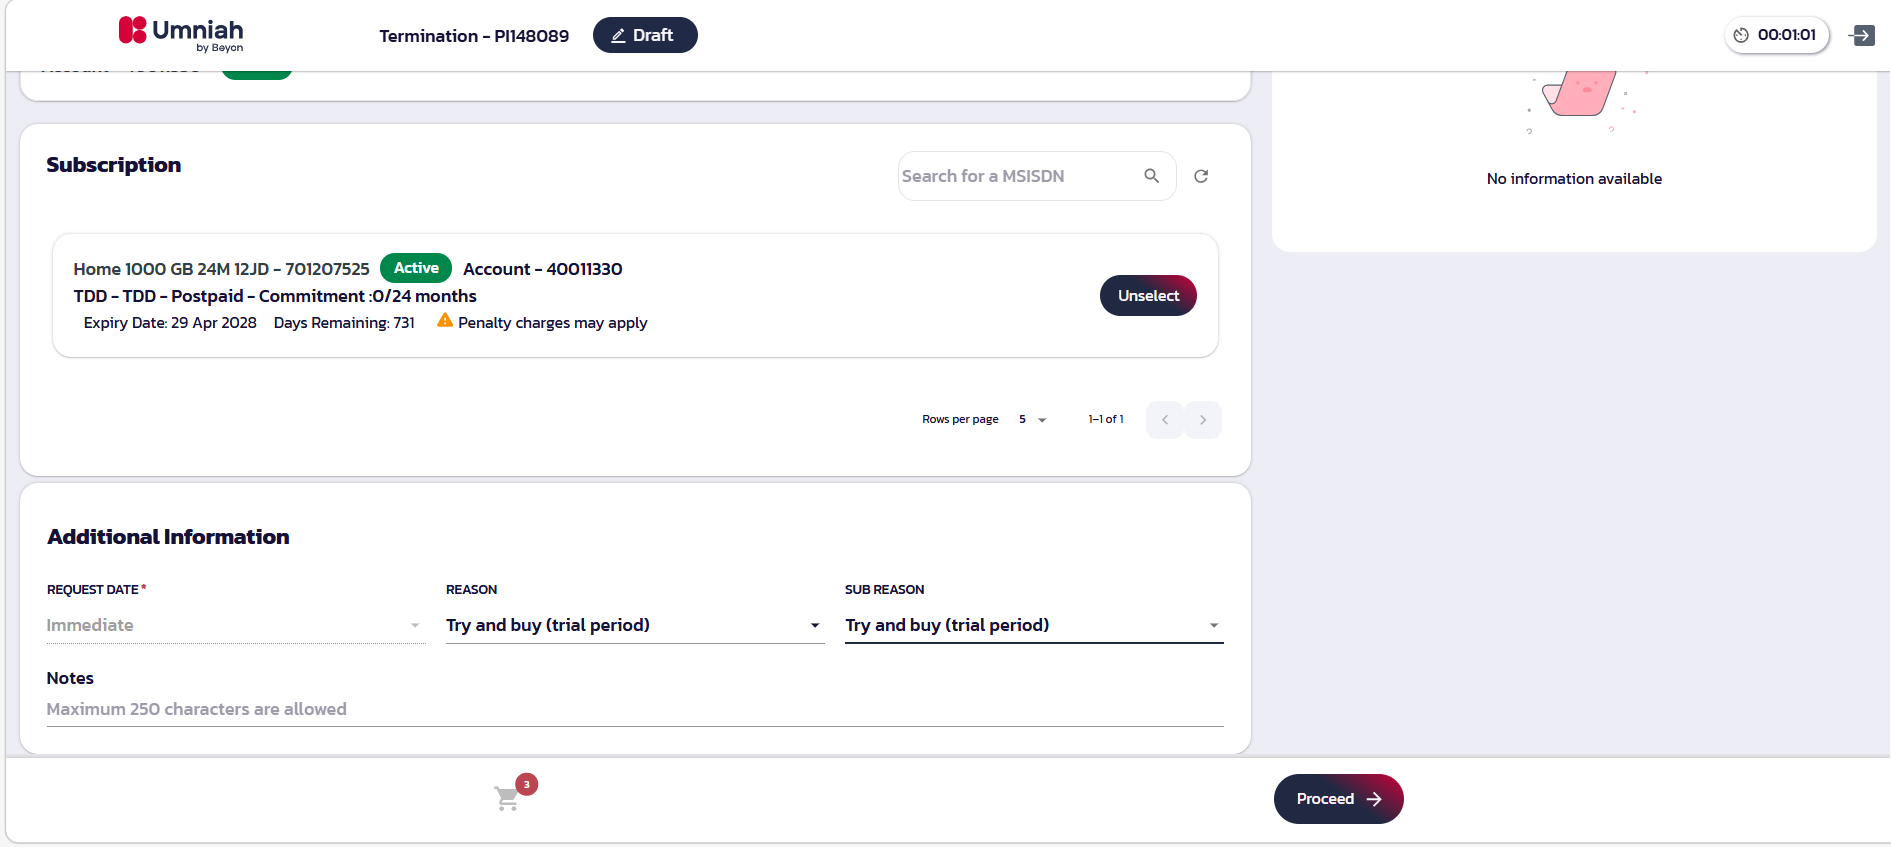 Umniah
by Beyon
Termination - PI148089
Draft
00:01:01
No information available
Subscription
Search for a MSISDN
Home 1000 GB 24M 12JD - 701207525 Active Account - 40011330
TDD - TDD - Postpaid - Commitment :0/24 months
Expiry Date: 29 Apr 2028 Days Remaining: 731 Penalty charges may apply
Unselect
Rows per page 5 1-1 of 1
Additional Information
REQUEST DATE* REASON SUB REASON
Immediate Try and buy (trial period) Try and buy (trial period)
Notes
Maximum 250 characters are allowed
3
Proceed